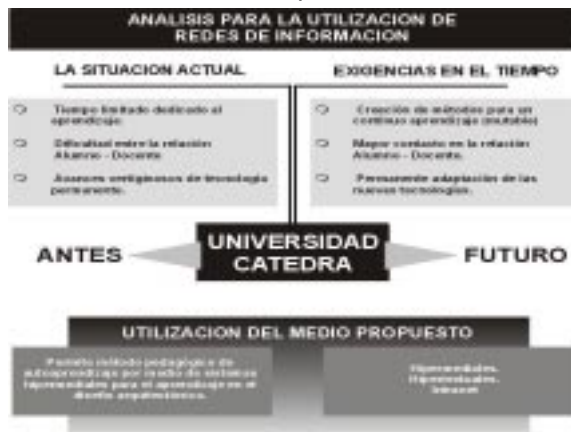 ANALISIS PARA LA UTILIZACION DE
REDES DE INFORMACION
LA SITUACION ACTUAL
Tiempo limitado dedicado al
aprendizaje.
Dificultad entre la relación
Alumno - Docente.
Avances vertiginosos de tecnología
permanente.
EXIGENCIAS EN EL TIEMPO
Creación de métodos para un
continuo aprendizaje (mutable)
Mayor contacto en la relación
Alumno - Docente.
Permanente adaptación de las
nuevas tecnologías.
ANTES
UNIVERSIDAD
CATEDRA
FUTURO
UTILIZACION DEL MEDIO PROPUESTO
Permite método pedagógico de
autoaprendizaje por medio de sistemas
hipermediales para el aprendizaje en el
diseño arquitectónico.
Hipermediales.
Hipertextuales.
Intranet